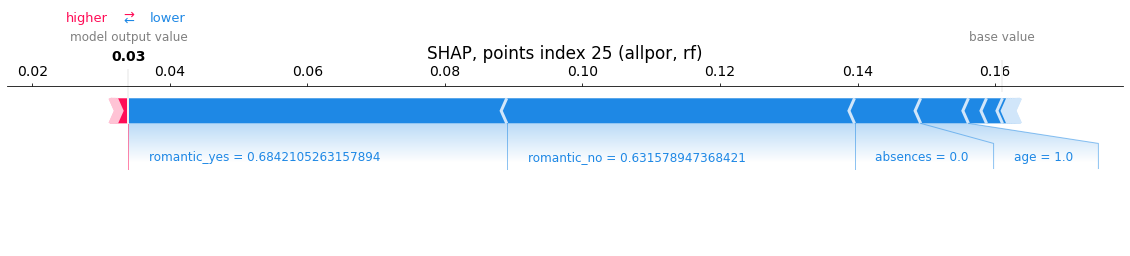 higher ⇄ lower
model output value
base value
0.03
SHAP, points index 25 (allpor, rf)
0.02 0.04 0.06 0.08 0.10 0.12 0.14 0.16
romantic_yes = 0.6842105263157894
romantic_no = 0.631578947368421
absences = 0.0
age = 1.0